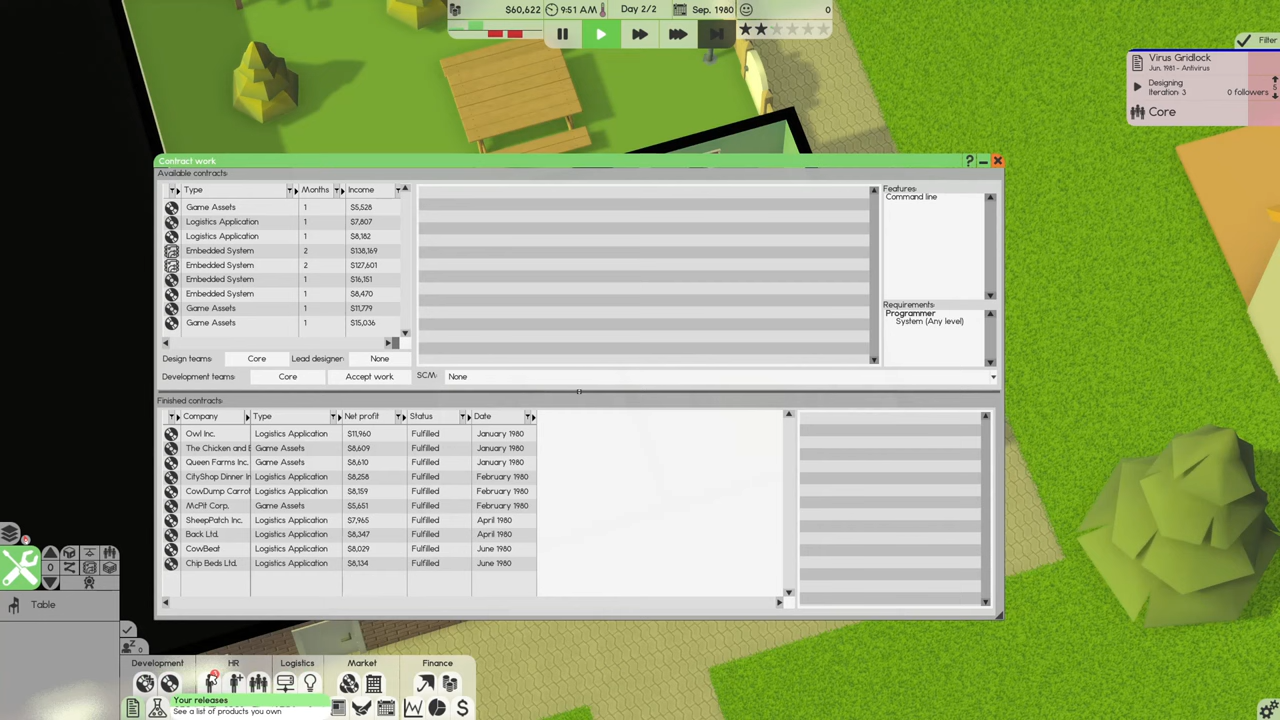 $60,622
9:51 AM
Day 2/2
Sep. 1980
0
Filter
Virus Gridlock
Jun. 1981 - Antivirus
Designing
Iteration: 3
0 followers
5
Core
Contract work
?
Available contracts:
Type Months Income
Game Assets 1 $5,528
Logistics Application 1 $7,807
Logistics Application 1 $8,182
Embedded System 2 $138,169
Embedded System 2 $127,601
Embedded System 1 $16,151
Embedded System 1 $8,470
Game Assets 1 $11,779
Game Assets 1 $15,036
Features:
Command line
Requirements:
Programmer
System (Any level)
Design teams: Core Lead designer: None
Development teams: Core Accept work SCM: None
Finished contracts:
Company Type Net profit Status Date
Owl Inc. Logistics Application $11,960 Fulfilled January 1980
The Chicken and E Game Assets $8,609 Fulfilled January 1980
Queen Farms Inc. Game Assets $8,610 Fulfilled January 1980
CityShop Dinner In Logistics Application $8,258 Fulfilled February 1980
CowDump Carrot Logistics Application $8,159 Fulfilled February 1980
McPit Corp. Game Assets $5,651 Fulfilled February 1980
SheepPatch Inc. Logistics Application $7,965 Fulfilled April 1980
Back Ltd. Logistics Application $8,347 Fulfilled April 1980
CowBeat Logistics Application $8,029 Fulfilled June 1980
Chip Beds Ltd. Logistics Application $8,134 Fulfilled June 1980
0
Table
0
Development HR Logistics Market Finance
Your releases
See a list of products you own